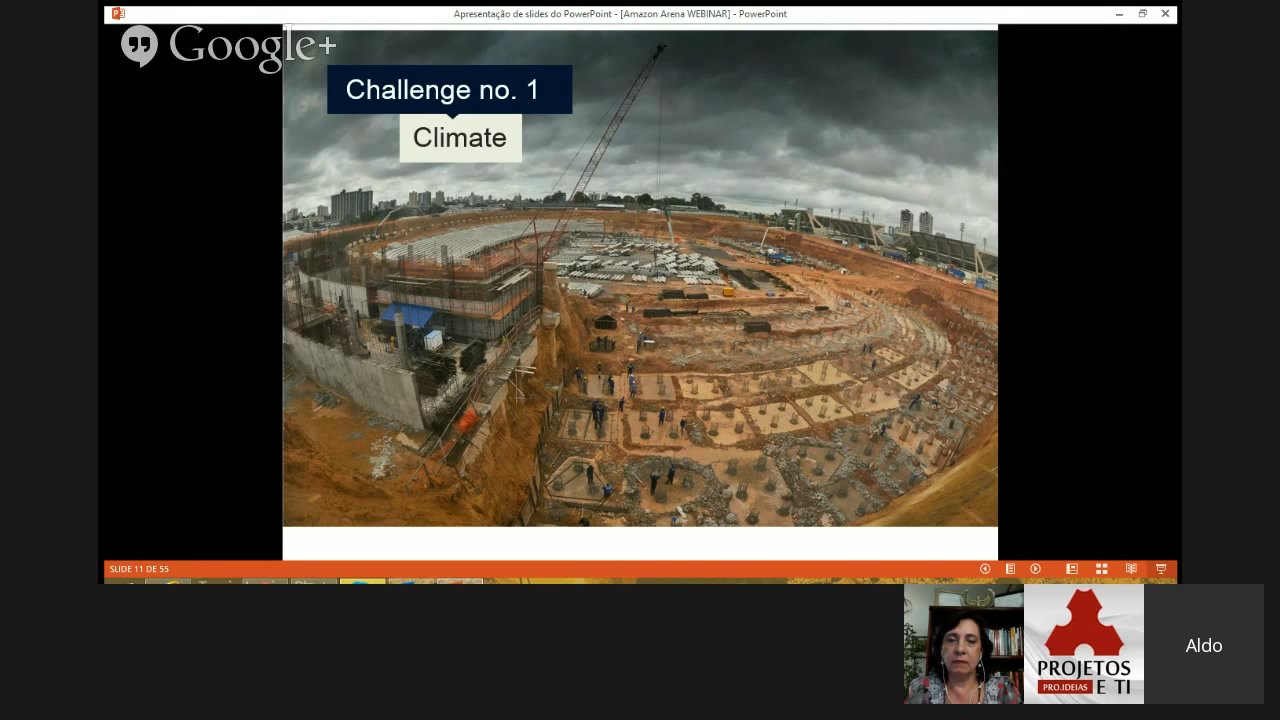 Apresentação de slides do PowerPoint - [Amazon Arena WEBINAR] - PowerPoint
Google+
Challenge no. 1
Climate
SLIDE 11 DE 55
PROJETOS
PRO.IDEIAS E TI
Aldo